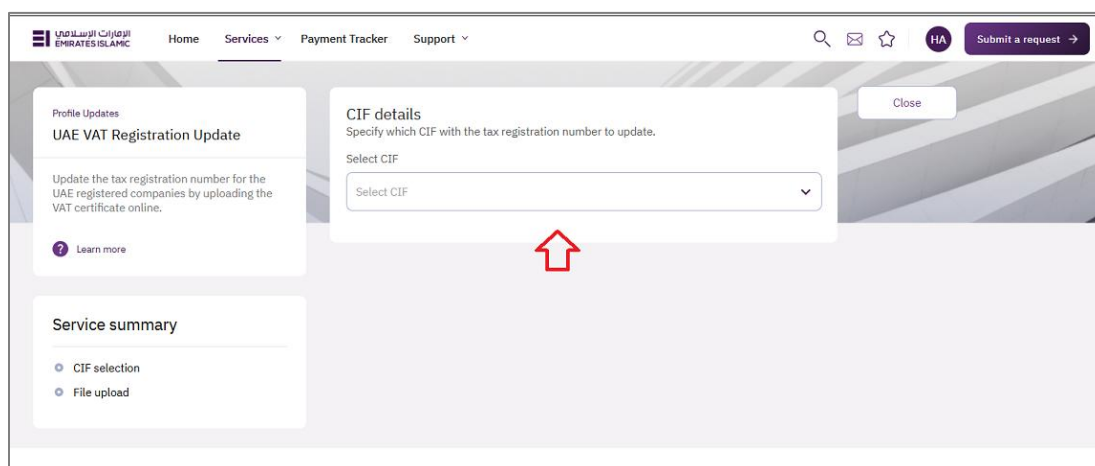 الإمارات الإسلامي
EMIRATES ISLAMIC
Home
Services
Payment Tracker
Support
HA
Submit a request
Profile Updates
UAE VAT Registration Update
Update the tax registration number for the
UAE registered companies by uploading the
VAT certificate online.
? Learn more
Service summary
CIF selection
File upload
CIF details
Specify which CIF with the tax registration number to update.
Select CIF
Select CIF
Close